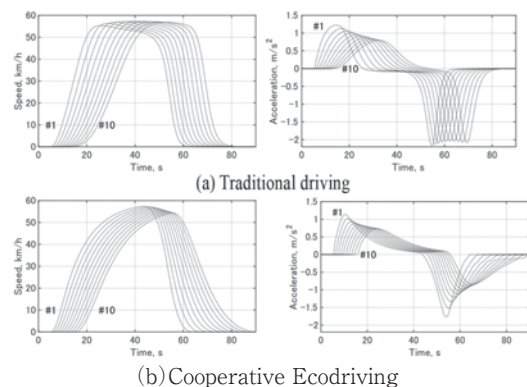 60
50
40
30
20
10
0
Speed, km/h
#1
#10
0 20 40 60 80
Time, s
1.5
1
0.5
0
−0.5
−1
−1.5
−2
Acceleration, m/s²
#1
#10
0 20 40 60 80
Time, s
(a) Traditional driving
60
50
40
30
20
10
0
Speed, km/h
#1
#10
0 20 40 60 80
Time, s
1.5
1
0.5
0
−0.5
−1
−1.5
−2
Acceleration, m/s²
#1
#10
0 20 40 60 80
Time, s
(b) Cooperative Ecodriving